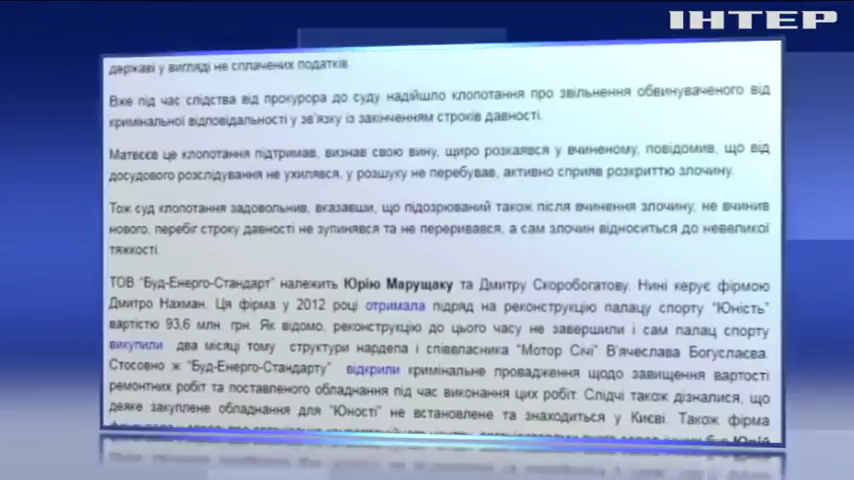 ІНТЕР
державі у вигляді не сплачених податків.
Вже під час слідства від прокурора до суду надійшло клопотання про звільнення обвинуваченого від
кримінальної відповідальності у зв'язку із закінченням строків давності.
Матвєєв це клопотання підтримав, визнав свою вину, щиро розкаявся у вчиненому, повідомив, що від
досудового розслідування не ухилявся, у розшуку не перебував, активно сприяв розкриттю злочину.
Тож суд клопотання задовольнив, вказавши, що підозрюваний також після вчинення злочину, не вчинив
нового, перебіг строку давності не зупинявся та не переривався, а сам злочин відноситься до невеликої
тяжкості.
ТОВ "Буд-Енерго-Стандарт" належить Юрію Марущаку та Дмитру Скоробогатову. Нині керує фірмою
Дмитро Нахман. Ця фірма у 2012 році отримала підряд на реконструкцію палацу спорту "Юність"
вартістю 93,6 млн. грн. Як відомо, реконструкцію до цього часу не завершили і сам палац спорту
викупили два місяці тому структури нардепа і співвласника "Мотор Січі" В'ячеслава Богуслаєва.
Стосовно ж "Буд-Енерго-Стандарту" відкрили кримінальне провадження щодо завищення вартості
ремонтних робіт та поставленого обладнання під час виконання цих робіт. Слідчі також дізналися, що
деяке закуплене обладнання для "Юності" не встановлене та знаходиться у Києві. Також фірма